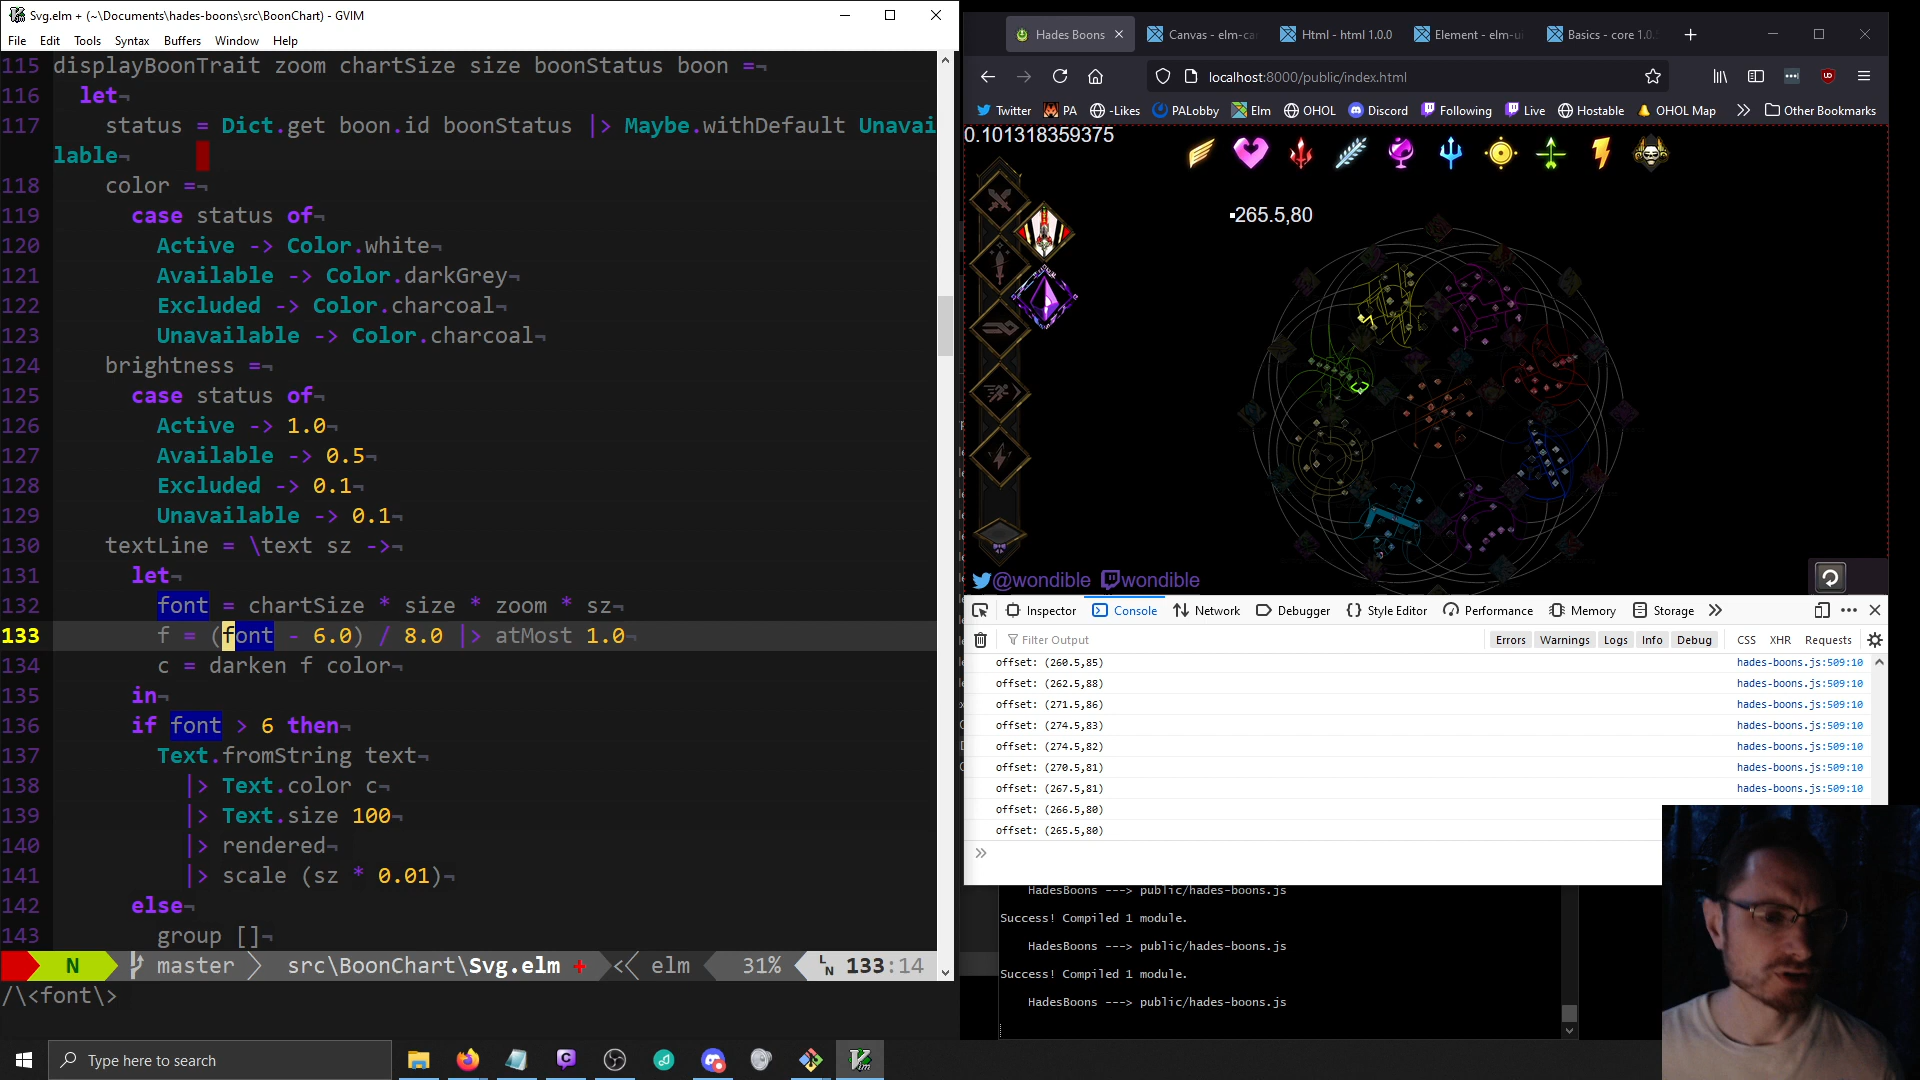 Svg.elm + (~\Documents\hades-boons\src\BoonChart) - GVIM
File Edit Tools Syntax Buffers Window Help
115 displayBoonTrait zoom chartSize size boonStatus boon =¬
116 let¬
117 status = Dict.get boon.id boonStatus |> Maybe.withDefault Unavai
lable¬
118 color =¬
119 case status of¬
120 Active -> Color.white¬
121 Available -> Color.darkGrey¬
122 Excluded -> Color.charcoal¬
123 Unavailable -> Color.charcoal¬
124 brightness =¬
125 case status of¬
126 Active -> 1.0¬
127 Available -> 0.5¬
128 Excluded -> 0.1¬
129 Unavailable -> 0.1¬
130 textLine = \text sz ->¬
131 let¬
132 font = chartSize * size * zoom * sz¬
133 f = (font - 6.0) / 8.0 |> atMost 1.0¬
134 c = darken f color¬
135 in¬
136 if font > 6 then¬
137 Text.fromString text¬
138 |> Text.color c¬
139 |> Text.size 100¬
140 |> rendered¬
141 |> scale (sz * 0.01)¬
142 else¬
143 group []¬
N master src\BoonChart\Svg.elm + elm 31% LN 133:14
/\<font\>
Type here to search
Hades Boons
Canvas - elm-ca
Html - html 1.0.0
Element - elm-u
Basics - core 1.0.
localhost:8000/public/index.html
Twitter PA -Likes PALobby Elm OHOL Discord Following Live Hostable OHOL Map Other Bookmarks
0.101318359375
265.5,80
@wondible wondible
Inspector Console Network Debugger Style Editor Performance Memory Storage
Filter Output
Errors Warnings Logs Info Debug CSS XHR Requests
offset: (260.5,85) hades-boons.js:509:10
offset: (262.5,88) hades-boons.js:509:10
offset: (271.5,86) hades-boons.js:509:10
offset: (274.5,83) hades-boons.js:509:10
offset: (274.5,82) hades-boons.js:509:10
offset: (270.5,81) hades-boons.js:509:10
offset: (267.5,81) hades-boons.js:509:10
offset: (266.5,80)
offset: (265.5,80)
HadesBoons ---> public/hades-boons.js
Success! Compiled 1 module.
HadesBoons ---> public/hades-boons.js
Success! Compiled 1 module.
HadesBoons ---> public/hades-boons.js